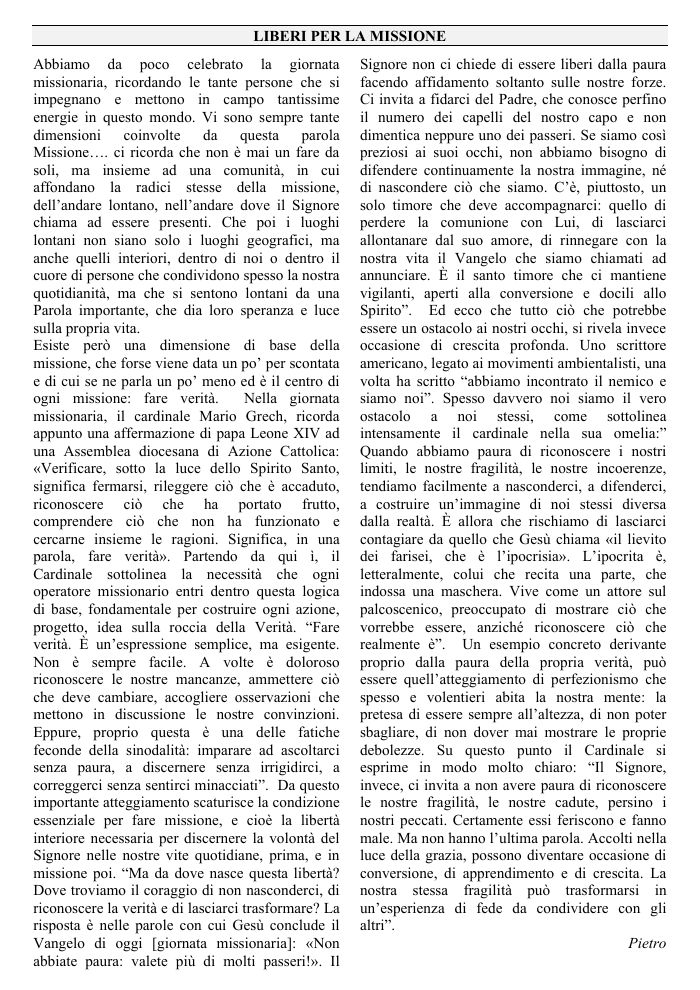 LIBERI PER LA MISSIONE
Abbiamo da poco celebrato la giornata
missionaria, ricordando le tante persone che si
impegnano e mettono in campo tantissime
energie in questo mondo. Vi sono sempre tante
dimensioni coinvolte da questa parola
Missione…. ci ricorda che non è mai un fare da
soli, ma insieme ad una comunità, in cui
affondano la radici stesse della missione,
dell’andare lontano, nell’andare dove il Signore
chiama ad essere presenti. Che poi i luoghi
lontani non siano solo i luoghi geografici, ma
anche quelli interiori, dentro di noi o dentro il
cuore di persone che condividono spesso la nostra
quotidianità, ma che si sentono lontani da una
Parola importante, che dia loro speranza e luce
sulla propria vita.
Esiste però una dimensione di base della
missione, che forse viene data un po’ per scontata
e di cui se ne parla un po’ meno ed è il centro di
ogni missione: fare verità. Nella giornata
missionaria, il cardinale Mario Grech, ricorda
appunto una affermazione di papa Leone XIV ad
una Assemblea diocesana di Azione Cattolica:
«Verificare, sotto la luce dello Spirito Santo,
significa fermarsi, rileggere ciò che è accaduto,
riconoscere ciò che ha portato frutto,
comprendere ciò che non ha funzionato e
cercarne insieme le ragioni. Significa, in una
parola, fare verità». Partendo da qui ì, il
Cardinale sottolinea la necessità che ogni
operatore missionario entri dentro questa logica
di base, fondamentale per costruire ogni azione,
progetto, idea sulla roccia della Verità. “Fare
verità. È un’espressione semplice, ma esigente.
Non è sempre facile. A volte è doloroso
riconoscere le nostre mancanze, ammettere ciò
che deve cambiare, accogliere osservazioni che
mettono in discussione le nostre convinzioni.
Eppure, proprio questa è una delle fatiche
feconde della sinodalità: imparare ad ascoltarci
senza paura, a discernere senza irrigidirci, a
correggerci senza sentirci minacciati”. Da questo
importante atteggiamento scaturisce la condizione
essenziale per fare missione, e cioè la libertà
interiore necessaria per discernere la volontà del
Signore nelle nostre vite quotidiane, prima, e in
missione poi. “Ma da dove nasce questa libertà?
Dove troviamo il coraggio di non nasconderci, di
riconoscere la verità e di lasciarci trasformare? La
risposta è nelle parole con cui Gesù conclude il
Vangelo di oggi [giornata missionaria]: «Non
abbiate paura: valete più di molti passeri!». Il
Signore non ci chiede di essere liberi dalla paura
facendo affidamento soltanto sulle nostre forze.
Ci invita a fidarci del Padre, che conosce perfino
il numero dei capelli del nostro capo e non
dimentica neppure uno dei passeri. Se siamo così
preziosi ai suoi occhi, non abbiamo bisogno di
difendere continuamente la nostra immagine, né
di nascondere ciò che siamo. C’è, piuttosto, un
solo timore che deve accompagnarci: quello di
perdere la comunione con Lui, di lasciarci
allontanare dal suo amore, di rinnegare con la
nostra vita il Vangelo che siamo chiamati ad
annunciare. È il santo timore che ci mantiene
vigilanti, aperti alla conversione e docili allo
Spirito”. Ed ecco che tutto ciò che potrebbe
essere un ostacolo ai nostri occhi, si rivela invece
occasione di crescita profonda. Uno scrittore
americano, legato ai movimenti ambientalisti, una
volta ha scritto “abbiamo incontrato il nemico e
siamo noi”. Spesso davvero noi siamo il vero
ostacolo a noi stessi, come sottolinea
intensamente il cardinale nella sua omelia:”
Quando abbiamo paura di riconoscere i nostri
limiti, le nostre fragilità, le nostre incoerenze,
tendiamo facilmente a nasconderci, a difenderci,
a costruire un’immagine di noi stessi diversa
dalla realtà. È allora che rischiamo di lasciarci
contagiare da quello che Gesù chiama «il lievito
dei farisei, che è l’ipocrisia». L’ipocrita è,
letteralmente, colui che recita una parte, che
indossa una maschera. Vive come un attore sul
palcoscenico, preoccupato di mostrare ciò che
vorrebbe essere, anziché riconoscere ciò che
realmente è”. Un esempio concreto derivante
proprio dalla paura della propria verità, può
essere quell’atteggiamento di perfezionismo che
spesso e volentieri abita la nostra mente: la
pretesa di essere sempre all’altezza, di non poter
sbagliare, di non dover mai mostrare le proprie
debolezze. Su questo punto il Cardinale si
esprime in modo molto chiaro: “Il Signore,
invece, ci invita a non avere paura di riconoscere
le nostre fragilità, le nostre cadute, persino i
nostri peccati. Certamente essi feriscono e fanno
male. Ma non hanno l’ultima parola. Accolti nella
luce della grazia, possono diventare occasione di
conversione, di apprendimento e di crescita. La
nostra stessa fragilità può trasformarsi in
un’esperienza di fede da condividere con gli
altri”.
Pietro